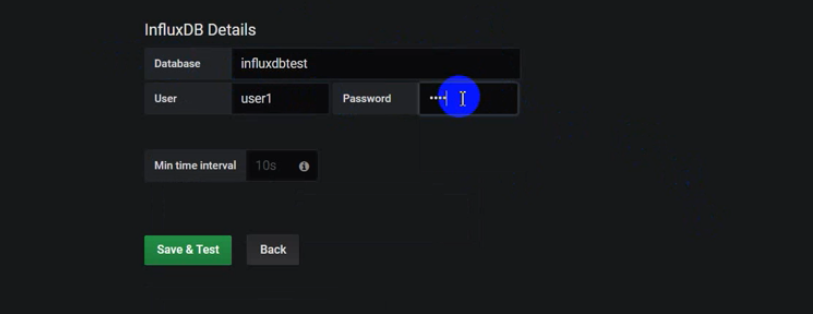 InfluxDB Details
Database influxdbtest
User user1 Password ••••
Min time interval 10s
Save & Test Back